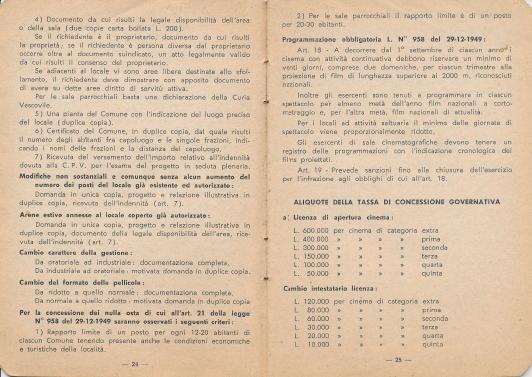 4) Documento da cui risulti la legale disponibilità dell'area
o della sala (due copie carta bollata L. 200).
Se il richiedente è il proprietario, documento da cui risulti
la proprietà; se il richiedente è persona diversa dal proprietario
occorre oltre al documento suindicato, un atto legalmente valido
da cui risulti il consenso del proprietario.
Se adiacenti al locale vi sono aree libere destinate allo sfol-
lamento, il richiedente deve dimostrare con apposito documento
di avere su dette aree diritto di servitù attiva.
Per le sale parrocchiali basta una dichiarazione della Curia
Vescovile.
5) Una pianta del Comune con l'indicazione del luogo preciso
del locale (duplice copia).
6) Certificato del Comune, in duplice copia, dal quale risulti
il numero degli abitanti fra capoluogo e le singole frazioni, indi-
cando i nomi delle frazioni e la distanza del capoluogo.
7) Ricevuta del versamento dell'importo relativo all'indennità
dovuta alla C.P.V. per l'esame del progetto in seduta plenaria.
Modifiche non sostanziali e comunque senza alcun aumento del
numero dei posti del locale già esistente ed autorizzato:
Domanda in unica copia, progetto e relazione illustrativa in
duplice copia, ricevuta dell'indennità (art. 7).
Arene estive annesse al locale coperto già autorizzato:
Domanda in unica copia, progetto e relazione illustrativa in
duplice copia, documento della legale disponibilità dell'area, rice-
vuta dell'indennità (art. 7).
Cambio carattere della gestione:
Da oratoriale ad industriale: documentazione completa.
Da industriale ad oratoriale: motivata domanda in duplice copia.
Cambio del formato della pellicola:
Da ridotto a quello normale: documentazione completa.
Da normale a quello ridotto: motivata domanda in duplice copia
Per la concessione dei nulla osta di cui all'art. 21 della legge
N° 958 del 29-12-1949 saranno osservati i seguenti criteri:
1) Rapporto limite di posto per ogni 12-20 abitanti di
ciascun Comune tenendo presente anche le condizioni economiche
e turistiche della località.
— 24 —
2) Per le sale parrocchiali il rapporto limite è di un posto
per 20-30 abitanti.
Programmazione obbligatoria L. N° 958 del 29-12-1949:
Art. 18 - A decorrere dal 1° settembre di ciascun anno i
cinema con attività continuativa debbono riservare un minimo di
venti giorni, comprese due domeniche, per ciascun trimestre alla
proiezione di film di lunghezza superiore ai 2000 m, riconosciuti
nazionali.
Inoltre gli esercenti sono tenuti a programmare in ciascuno
spettacolo per almeno metà dell'anno film nazionali a corto-
metraggio e, per l'altra metà, film nazionali di attualità.
Per i locali ad attività saltuaria il minimo delle giornate di
spettacolo viene proporzionalmente ridotto.
Gli esercenti di sale cinematografiche devono tenere un
registro delle programmazioni con l'indicazione cronologica dei
films proiettati.
Art. 19 - Prevede sanzioni fino alla chiusura dell'esercizio
per l'infrazione agli obblighi di cui all'art. 18.
ALIQUOTE DELLA TASSA DI CONCESSIONE GOVERNATIVA
a) Licenza di apertura cinema:
L. 600.000 per cinema di categoria extra
L. 400.000 » » » » prima
L. 300.000 » » » » seconda
L. 150.000 » » » » terza
L. 100.000 » » » » quarta
L. 50.000 » » » » quinta
Cambio intestatario licenza:
L. 120.000 per cinema di categoria extra
L. 80.000 » » » » prima
L. 60.000 » » » » seconda
L. 30.000 » » » » terza
L. 20.000 » » » » quarta
L. 10.000 » » » » quinta
— 25 —